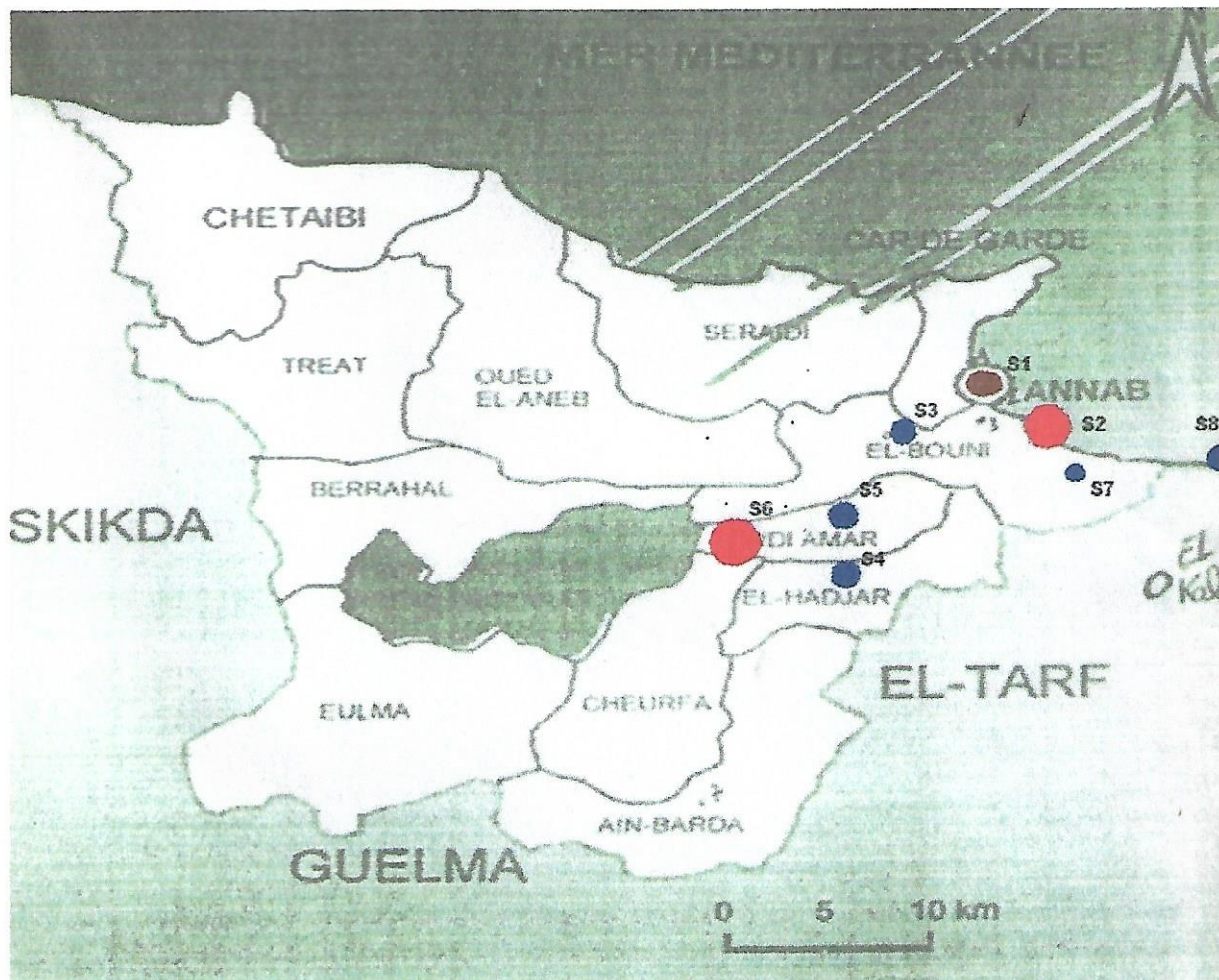 MER MEDITERRANNEE
N
CHETAIBI
CAP-DE GARDE
SERAIDI
TREAT
OUED
EL-ANEB
S1
ANNAB
S3
S2
S8
EL-BOUNI
BERRAHAL
S7
SKIKDA
S5
S6
DI AMAR
S4
EL
EL-HADJAR
EL-TARF
EULMA
CHEURFA
AIN-BARDA
GUELMA
0 5 10 km